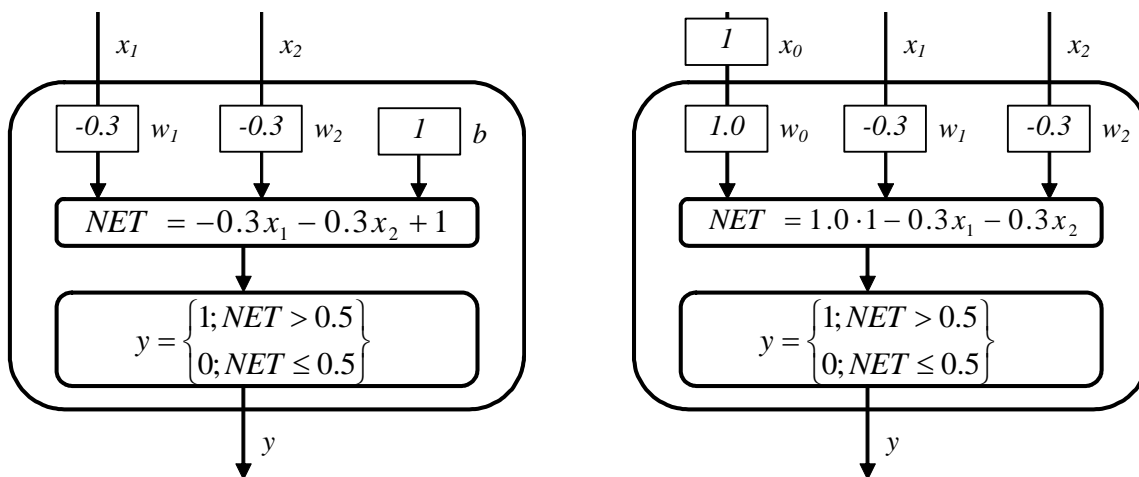 x₁ x₂
-0.3 w₁ -0.3 w₂ 1 b
NET = −0.3x₁ − 0.3x₂ + 1
y = {1; NET > 0.5
0; NET ≤ 0.5}
y
1 x₀ x₁ x₂
1.0 w₀ -0.3 w₁ -0.3 w₂
NET = 1.0 · 1 − 0.3x₁ − 0.3x₂
y = {1; NET > 0.5
0; NET ≤ 0.5}
y